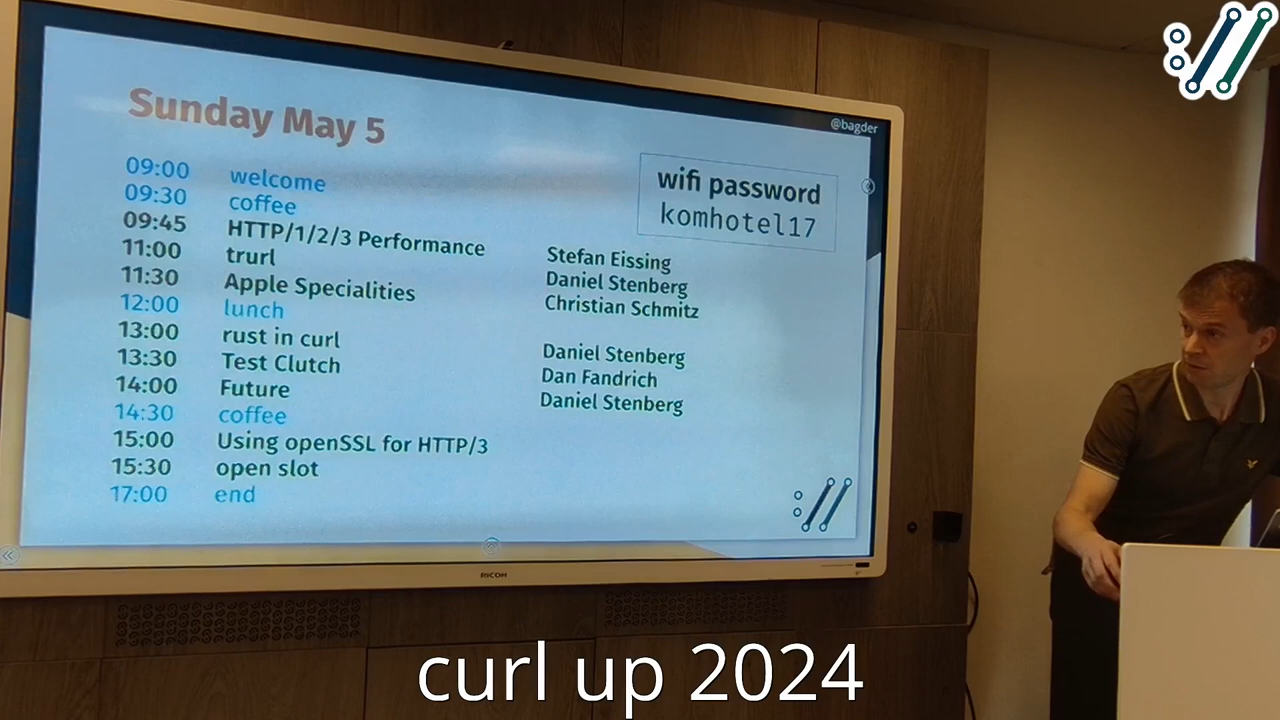 @bagder
Sunday May 5
wifi password
komhotel17
09:00 welcome
09:30 coffee
09:45 HTTP/1/2/3 Performance Stefan Eissing
11:00 trurl Daniel Stenberg
11:30 Apple Specialities Christian Schmitz
12:00 lunch
13:00 rust in curl Daniel Stenberg
13:30 Test Clutch Dan Fandrich
14:00 Future Daniel Stenberg
14:30 coffee
15:00 Using openSSL for HTTP/3
15:30 open slot
17:00 end
RICOH
curl up 2024